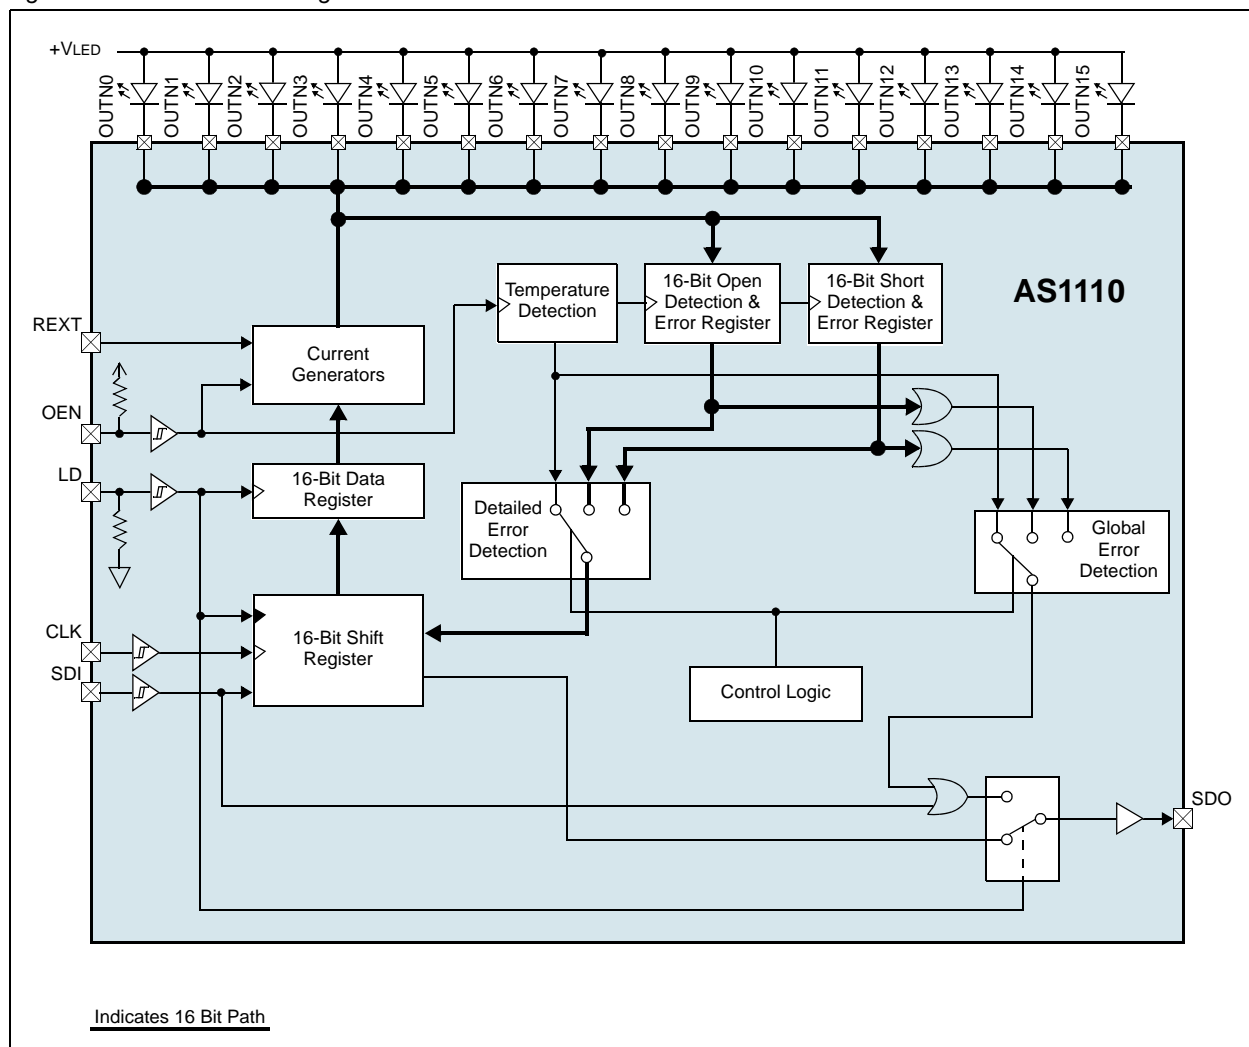 +VLED
OUTN0
OUTN1
OUTN2
OUTN3
OUTN4
OUTN5
OUTN6
OUTN7
OUTN8
OUTN9
OUTN10
OUTN11
OUTN12
OUTN13
OUTN14
OUTN15
AS1110
Temperature
Detection
16-Bit Open
Detection &
Error Register
16-Bit Short
Detection &
Error Register
REXT
Current
Generators
OEN
LD
16-Bit Data
Register
Detailed
Error
Detection
Global
Error
Detection
CLK
SDI
16-Bit Shift
Register
Control Logic
SDO
Indicates 16 Bit Path